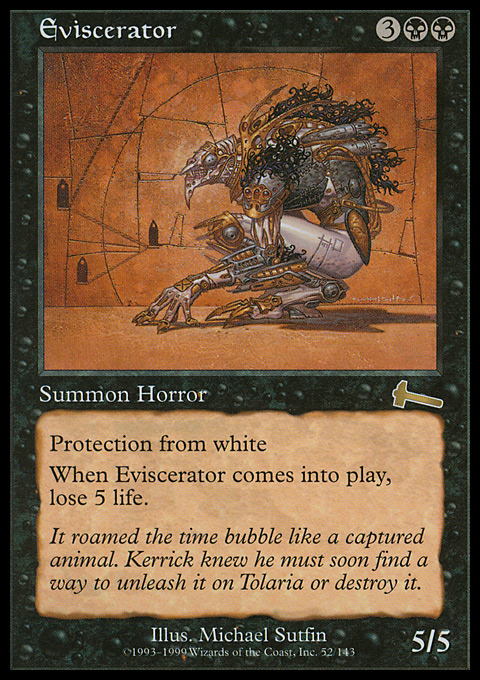 Eviscerator
3
Summon Horror
Protection from white
When Eviscerator comes into play,
lose 5 life.
It roamed the time bubble like a captured
animal. Kerrick knew he must soon find a
way to unleash it on Tolaria or destroy it.
Illus. Michael Sutfin
5/5
©1993-1999 Wizards of the Coast, Inc. 52/143